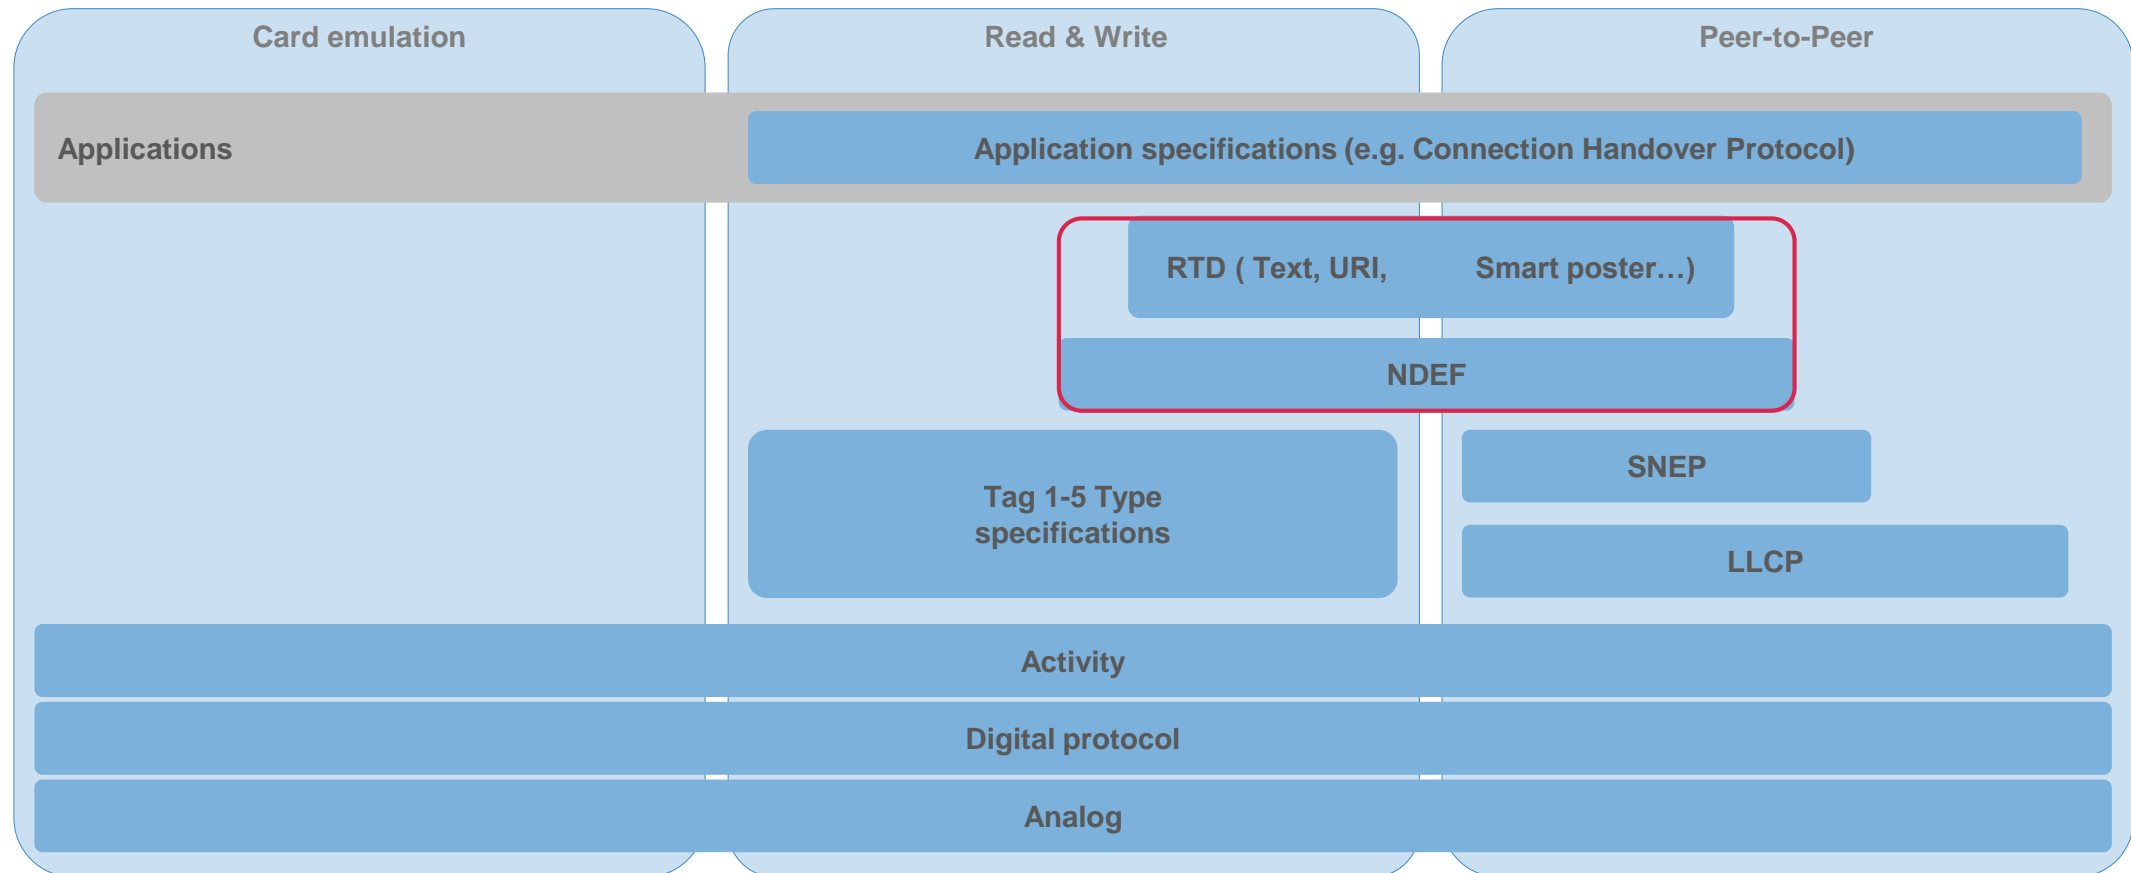 Card emulation
Read & Write
Peer-to-Peer
Applications
Application specifications (e.g. Connection Handover Protocol)
RTD ( Text, URI, Smart poster…)
NDEF
Tag 1-5 Type
specifications
SNEP
LLCP
Activity
Digital protocol
Analog